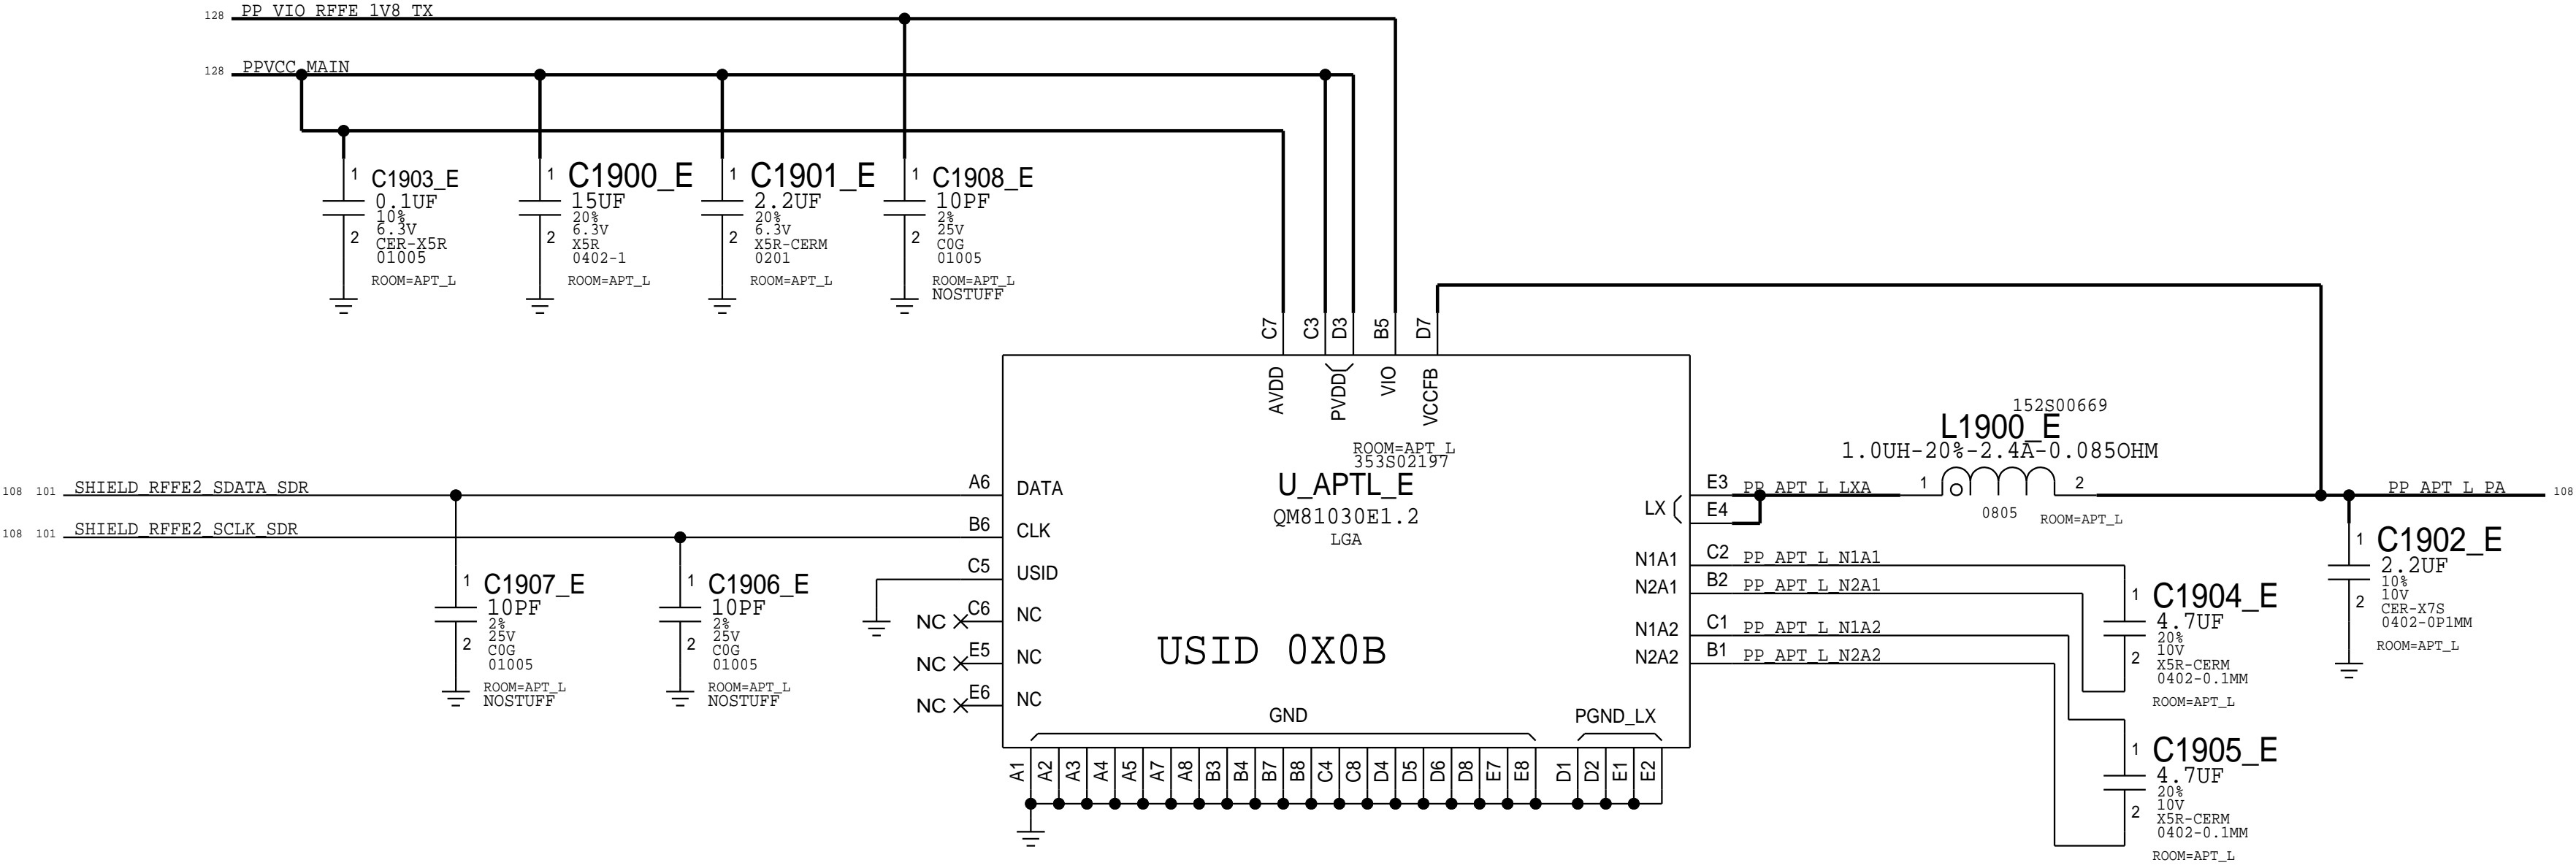 128 PP_VIO_RFFE_1V8_TX
128 PPVCC_MAIN
1 C1903_E
0.1UF
10%
6.3V
2 CER-X5R
01005
ROOM=APT_L
1 C1900_E
15UF
20%
6.3V
2 X5R
0402-1
ROOM=APT_L
1 C1901_E
2.2UF
20%
6.3V
2 X5R-CERM
0201
ROOM=APT_L
1 C1908_E
10PF
2%
25V
2 C0G
01005
ROOM=APT_L
NOSTUFF
C7 C3 D3 B5 D7
AVDD PVDD VIO VCCFB
ROOM=APT_L
353S02197
U_APTL_E
QM81030E1.2
LGA
USID 0X0B
108 101 SHIELD_RFFE2_SDATA_SDR A6 DATA
108 101 SHIELD_RFFE2_SCLK_SDR B6 CLK
C5 USID
NC C6 NC
NC E5 NC
NC E6 NC
1 C1907_E
10PF
2%
25V
2 C0G
01005
ROOM=APT_L
NOSTUFF
1 C1906_E
10PF
2%
25V
2 C0G
01005
ROOM=APT_L
NOSTUFF
GND PGND_LX
A1 A2 A3 A4 A5 A7 A8 B3 B4 B7 B8 C4 C8 D4 D5 D6 D8 E7 E8 D1 D2 E1 E2
LX E3 PP_APT_L_LXA
E4
N1A1 C2 PP_APT_L_N1A1
N2A1 B2 PP_APT_L_N2A1
N1A2 C1 PP_APT_L_N1A2
N2A2 B1 PP_APT_L_N2A2
152S00669
L1900_E
1.0UH-20%-2.4A-0.085OHM
1 2
0805 ROOM=APT_L
PP_APT_L_PA 108
1 C1902_E
2.2UF
10%
10V
2 CER-X7S
0402-0P1MM
ROOM=APT_L
1 C1904_E
4.7UF
20%
10V
2 X5R-CERM
0402-0.1MM
ROOM=APT_L
1 C1905_E
4.7UF
20%
10V
2 X5R-CERM
0402-0.1MM
ROOM=APT_L